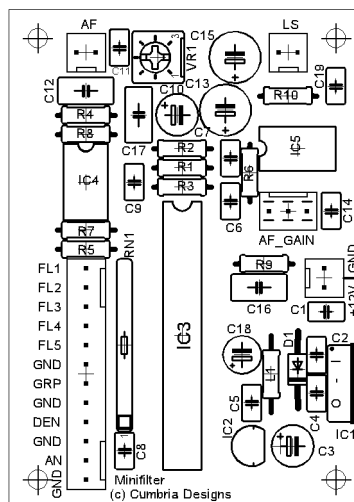 AF
LS
C15
VR1
C11
C12
C10
C13
C19
R10
R4
R8
C17
C7
IC5
R2
R1
R3
R6
IC4
C9
C6
C14
AF_GAIN
R7
R5
RN1
FL1
FL2
FL3
FL4
FL5
GND
GRP
GND
DEN
GND
AN
GND
R9
GND
+12V
C16
C1
IC3
C18
D1
C2
L1
I
-
O
C5
C4
IC2
IC1
C3
1
C8
Minifilter
(c) Cumbria Designs